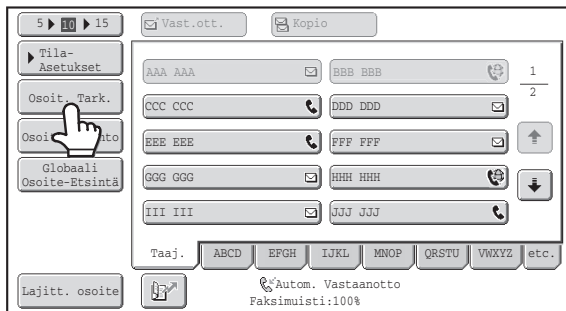 5 10 15
Vast.ott.
Kopio
Tila-
Asetukset
AAA AAA
BBB BBB
1
2
Osoit. Tark.
CCC CCC
DDD DDD
EEE EEE
FFF FFF
Globaali
Osoite-Etsintä
GGG GGG
HHH HHH
III III
JJJ JJJ
Taaj.
ABCD
EFGH
IJKL
MNOP
QRSTU
VWXYZ
etc.
Lajitt. osoite
Autom. Vastaanotto
Faksimuisti:100%